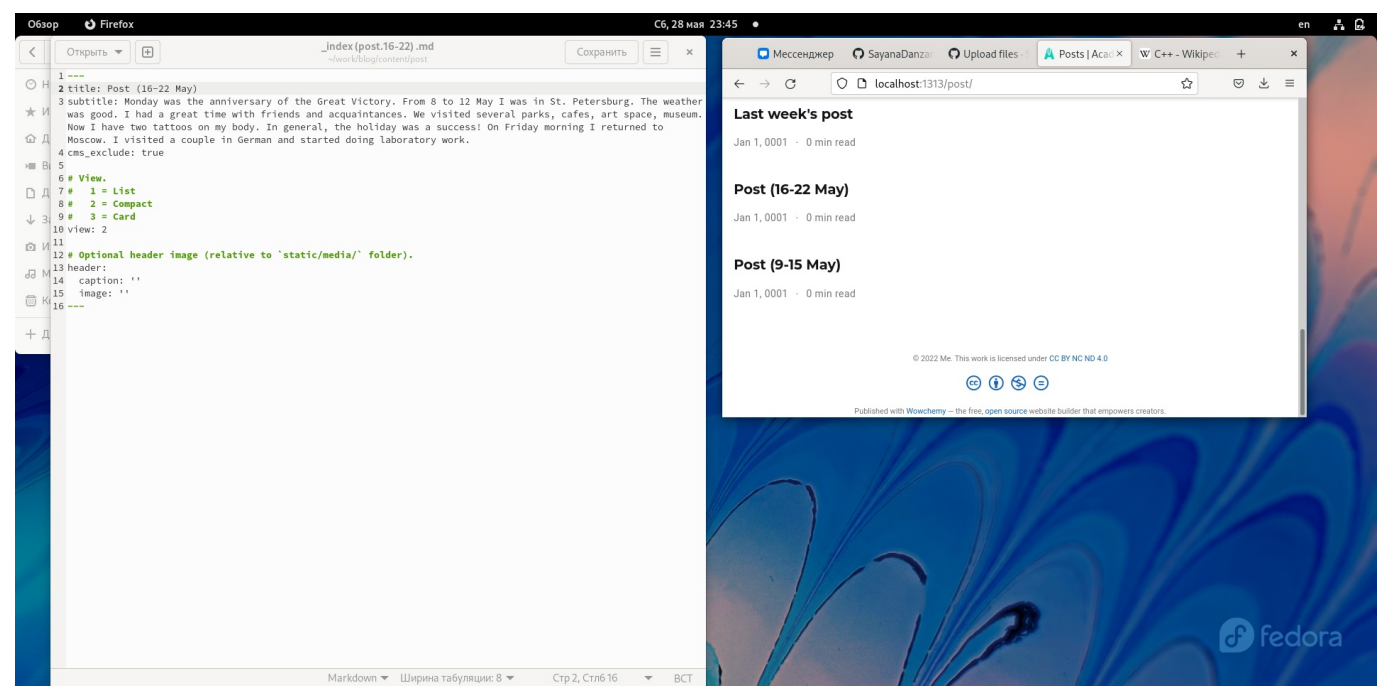 Обзор Firefox Сб, 28 мая 23:45 en
Открыть _index (post.16-22) .md Сохранить
~/work/blog/content/post
1 ---
2 title: Post (16-22 May)
3 subtitle: Monday was the anniversary of the Great Victory. From 8 to 12 May I was in St. Petersburg. The weather
was good. I had a great time with friends and acquaintances. We visited several parks, cafes, art space, museum.
Now I have two tattoos on my body. In general, the holiday was a success! On Friday morning I returned to
Moscow. I visited a couple in German and started doing laboratory work.
4 cms_exclude: true
5
6 # View.
7 #   1 = List
8 #   2 = Compact
9 #   3 = Card
10 view: 2
11
12 # Optional header image (relative to `static/media/` folder).
13 header:
14   caption: ''
15   image: ''
16 ---
Markdown Ширина табуляции: 8 Стр 2, Стлб 16 ВСТ
Мессенджер SayanaDanza Upload files - Posts | Acad W C++ - Wikiped
localhost:1313/post/
Last week's post
Jan 1, 0001 · 0 min read
Post (16-22 May)
Jan 1, 0001 · 0 min read
Post (9-15 May)
Jan 1, 0001 · 0 min read
© 2022 Me. This work is licensed under CC BY NC ND 4.0
Published with Wowchemy — the free, open source website builder that empowers creators.
fedora